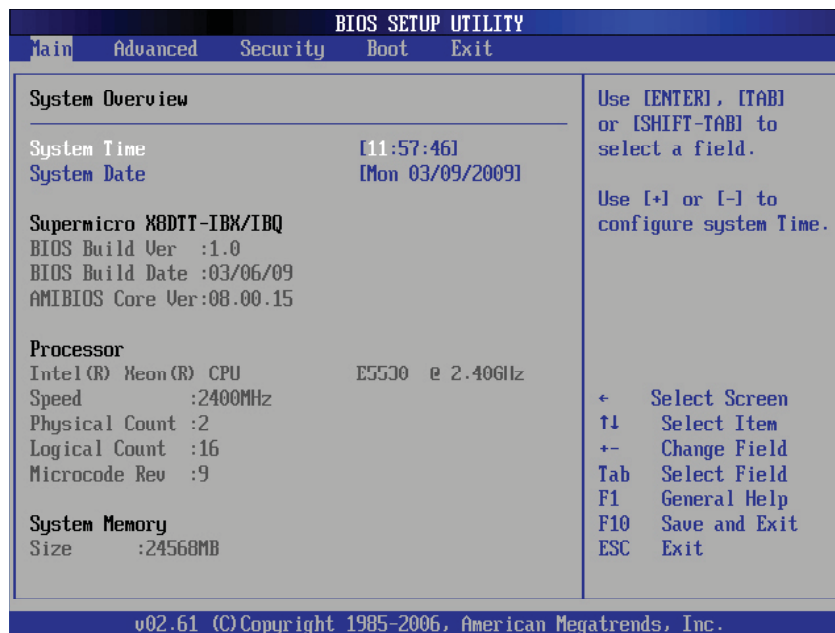 BIOS SETUP UTILITY
Main Advanced Security Boot Exit
System Overview
System Time [11:57:46]
System Date [Mon 03/09/2009]
Supermicro X8DTT-IBX/IBQ
BIOS Build Ver :1.0
BIOS Build Date :03/06/09
AMIBIOS Core Ver:08.00.15
Processor
Intel(R) Xeon(R) CPU E5530 @ 2.40GHz
Speed :2400MHz
Physical Count :2
Logical Count :16
Microcode Rev :9
System Memory
Size :24568MB
Use [ENTER], [TAB]
or [SHIFT-TAB] to
select a field.
Use [+] or [-] to
configure system Time.
← Select Screen
↑↓ Select Item
+- Change Field
Tab Select Field
F1 General Help
F10 Save and Exit
ESC Exit
v02.61 (C)Copyright 1985-2006, American Megatrends, Inc.